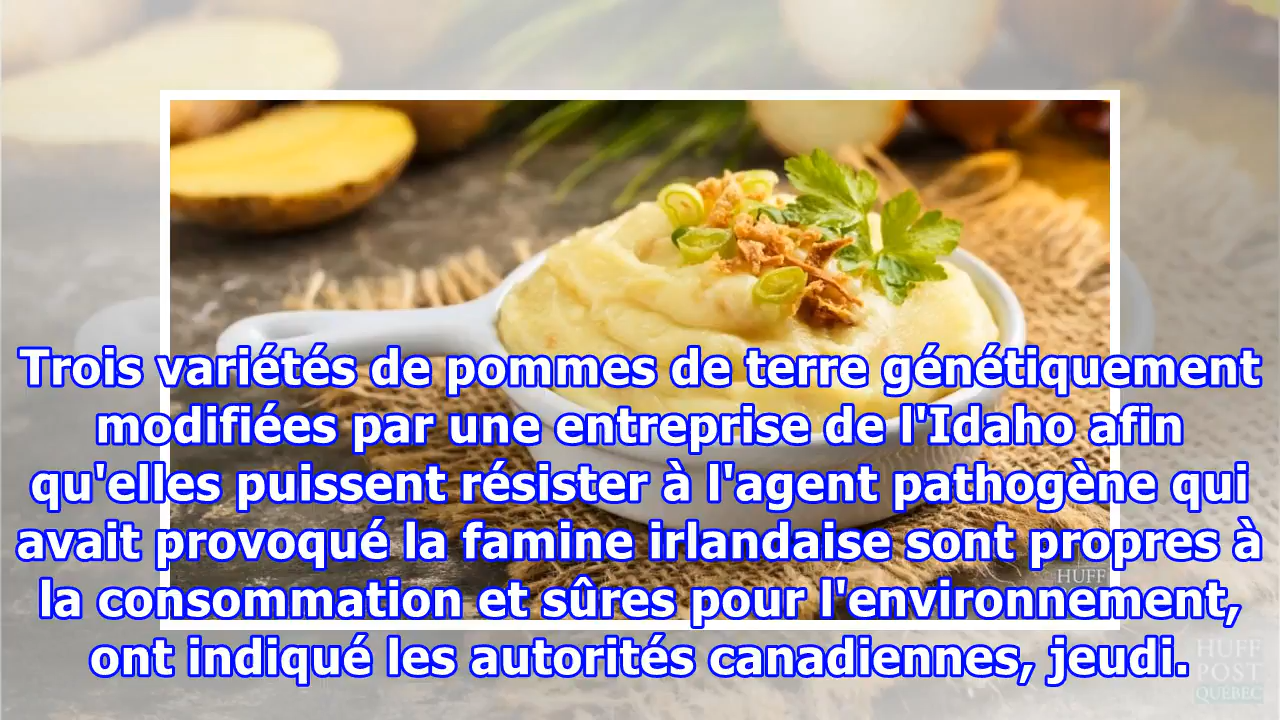 Trois variétés de pommes de terre génétiquement
modifiées par une entreprise de l'Idaho afin
qu'elles puissent résister à l'agent pathogène qui
avait provoqué la famine irlandaise sont propres à
la consommation et sûres pour l'environnement,
ont indiqué les autorités canadiennes, jeudi.
HUFF
HUFF
POST
QUÉBEC